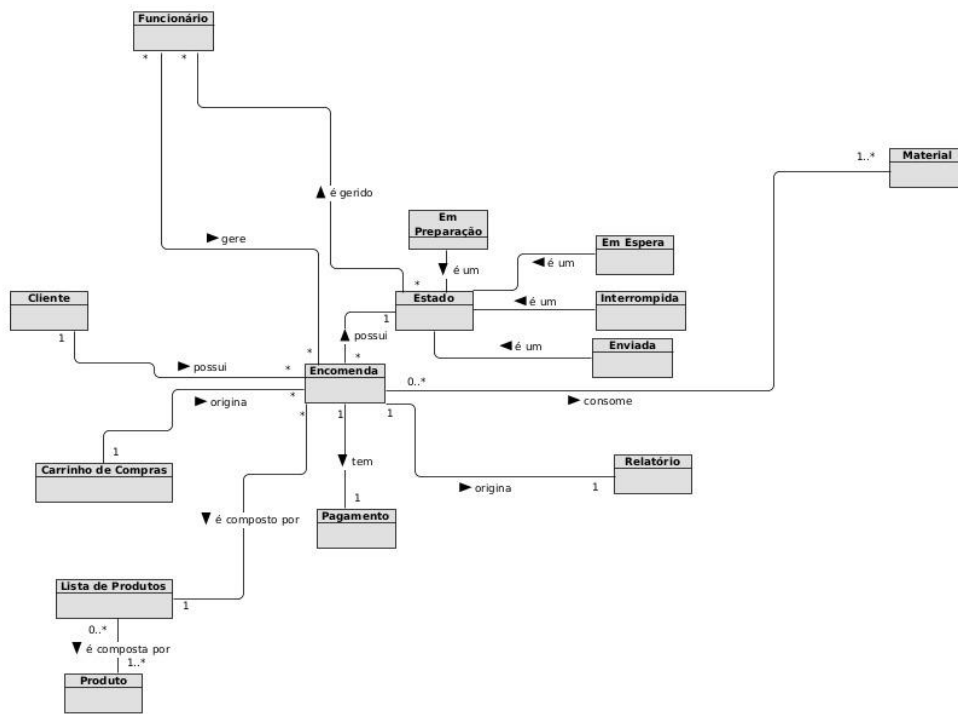 Funcionário
* *
1..* Material
é gerido
Em
Preparação
gere
Em Espera
é um
é um
*
Cliente
Estado
é um
Interrompida
1
1
possui
é um
Enviada
* *
possui
*
Encomenda
0..*
origina
*
*
1
1
consome
1
Carrinho de Compras
tem
Relatório
origina
1
1
é composto por
Pagamento
Lista de Produtos
1
0..*
é composta por
1..*
Produto